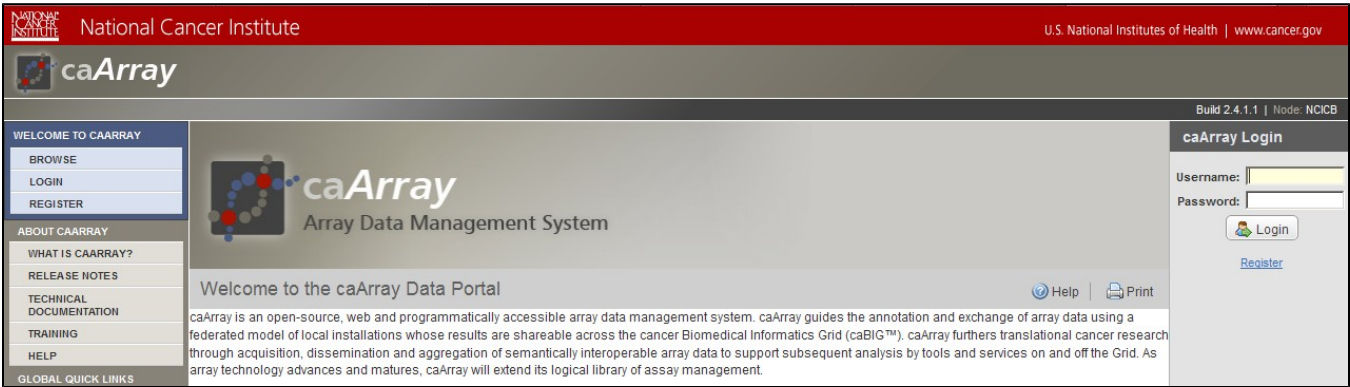 NATIONAL
CANCER
INSTITUTE
National Cancer Institute
U.S. National Institutes of Health | www.cancer.gov
caArray
Build 2.4.1.1 | Node: NCICB
WELCOME TO CAARRAY
BROWSE
LOGIN
REGISTER
ABOUT CAARRAY
WHAT IS CAARRAY?
RELEASE NOTES
TECHNICAL
DOCUMENTATION
TRAINING
HELP
GLOBAL QUICK LINKS
caArray
Array Data Management System
Welcome to the caArray Data Portal
Help | Print
caArray is an open-source, web and programmatically accessible array data management system. caArray guides the annotation and exchange of array data using a
federated model of local installations whose results are shareable across the cancer Biomedical Informatics Grid (caBIG™). caArray furthers translational cancer research
through acquisition, dissemination and aggregation of semantically interoperable array data to support subsequent analysis by tools and services on and off the Grid. As
array technology advances and matures, caArray will extend its logical library of assay management.
caArray Login
Username:
Password:
Login
Register